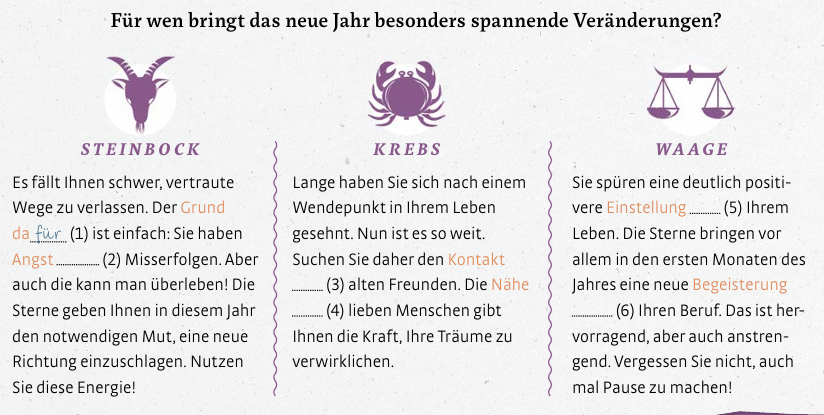 Für wen bringt das neue Jahr besonders spannende Veränderungen?
STEINBOCK
Es fällt Ihnen schwer, vertraute
Wege zu verlassen. Der Grund
da für (1) ist einfach: Sie haben
Angst ............ (2) Misserfolgen. Aber
auch die kann man überleben! Die
Sterne geben Ihnen in diesem Jahr
den notwendigen Mut, eine neue
Richtung einzuschlagen. Nutzen
Sie diese Energie!
KREBS
Lange haben Sie sich nach einem
Wendepunkt in Ihrem Leben
gesehnt. Nun ist es so weit.
Suchen Sie daher den Kontakt
............ (3) alten Freunden. Die Nähe
............ (4) lieben Menschen gibt
Ihnen die Kraft, Ihre Träume zu
verwirklichen.
WAAGE
Sie spüren eine deutlich positi-
vere Einstellung ............ (5) Ihrem
Leben. Die Sterne bringen vor
allem in den ersten Monaten des
Jahres eine neue Begeisterung
............ (6) Ihren Beruf. Das ist her-
vorragend, aber auch anstren-
gend. Vergessen Sie nicht, auch
mal Pause zu machen!